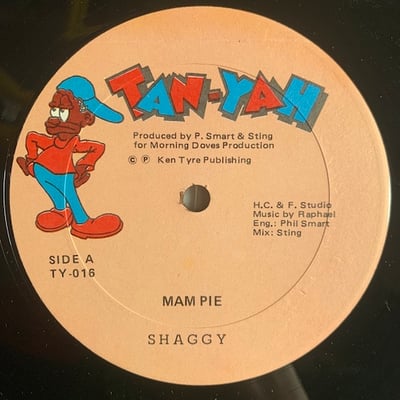 TAN-YAH
Produced by P. Smart & Sting
for Morning Doves Production
© ℗ Ken Tyre Publishing
H.C. & F. Studio
Music by Raphael
Eng.: Phil Smart
Mix: Sting
SIDE A
TY-016
MAM PIE
SHAGGY